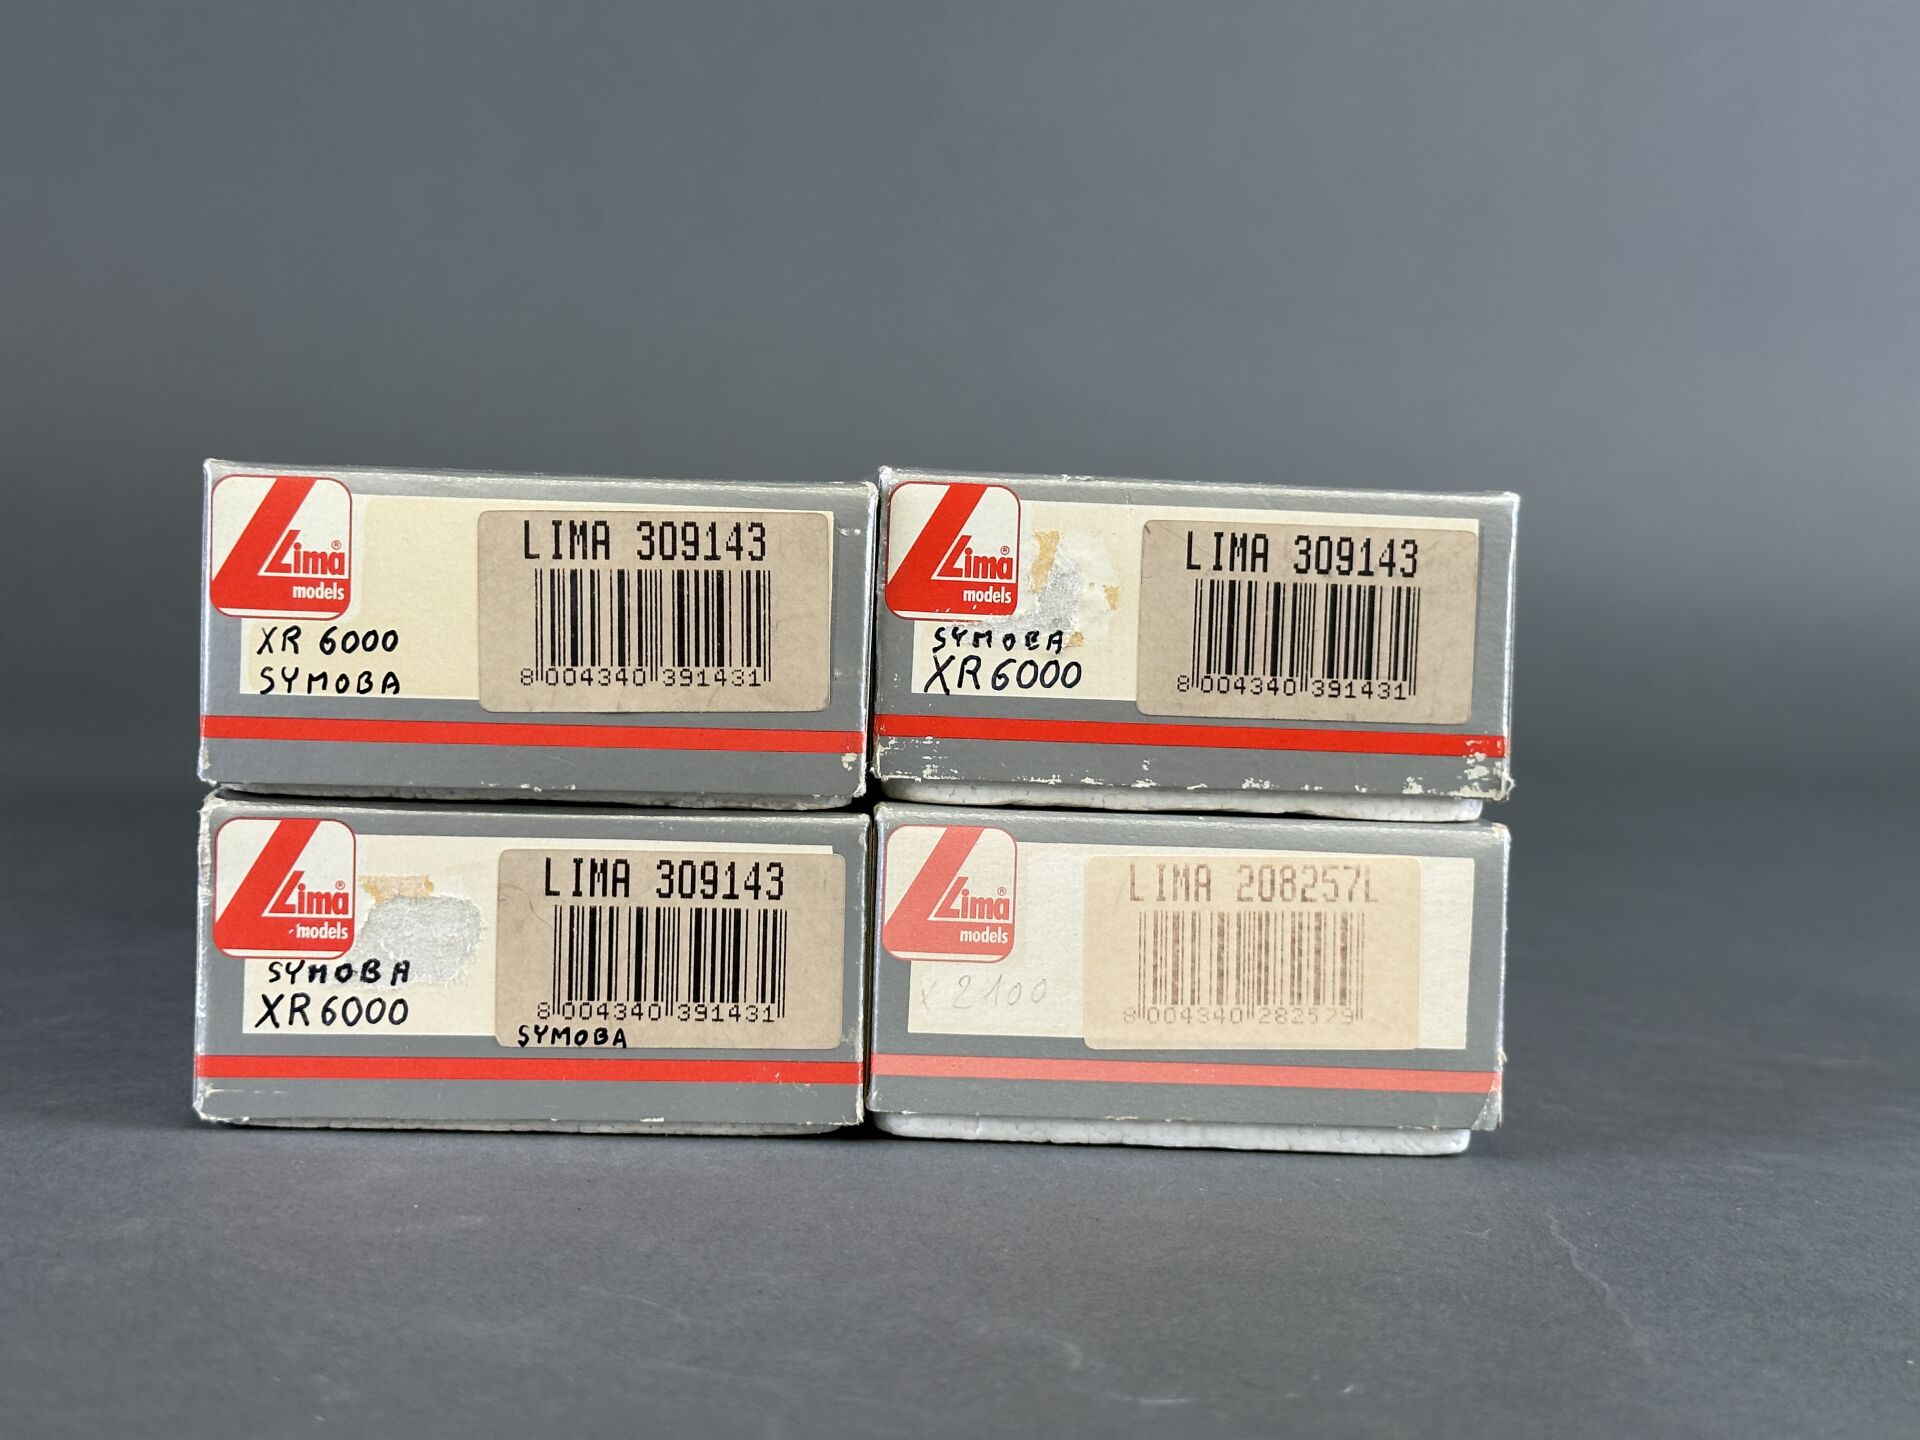 Lima®
models
LIMA 309143
8 004340 391431
XR 6000
SYMOBA
Lima®
models
LIMA 309143
8 004340 391431
SYMOBA
XR6000
Lima®
models
LIMA 309143
8 004340 391431
SYMOBA
SYMOBA
XR6000
Lima®
models
LIMA 208257L
8 004340 282579
X 2100